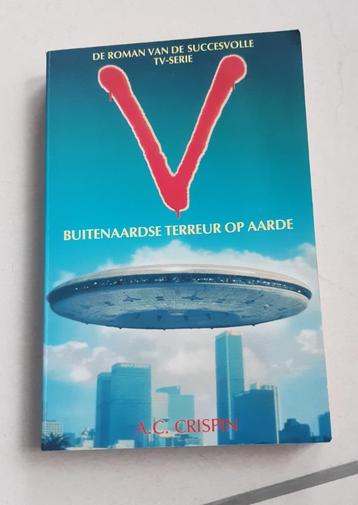 DE ROMAN VAN DE SUCCESVOLLE
TV-SERIE
V
BUITENAARDSE TERREUR OP AARDE
A.C. CRISPIN